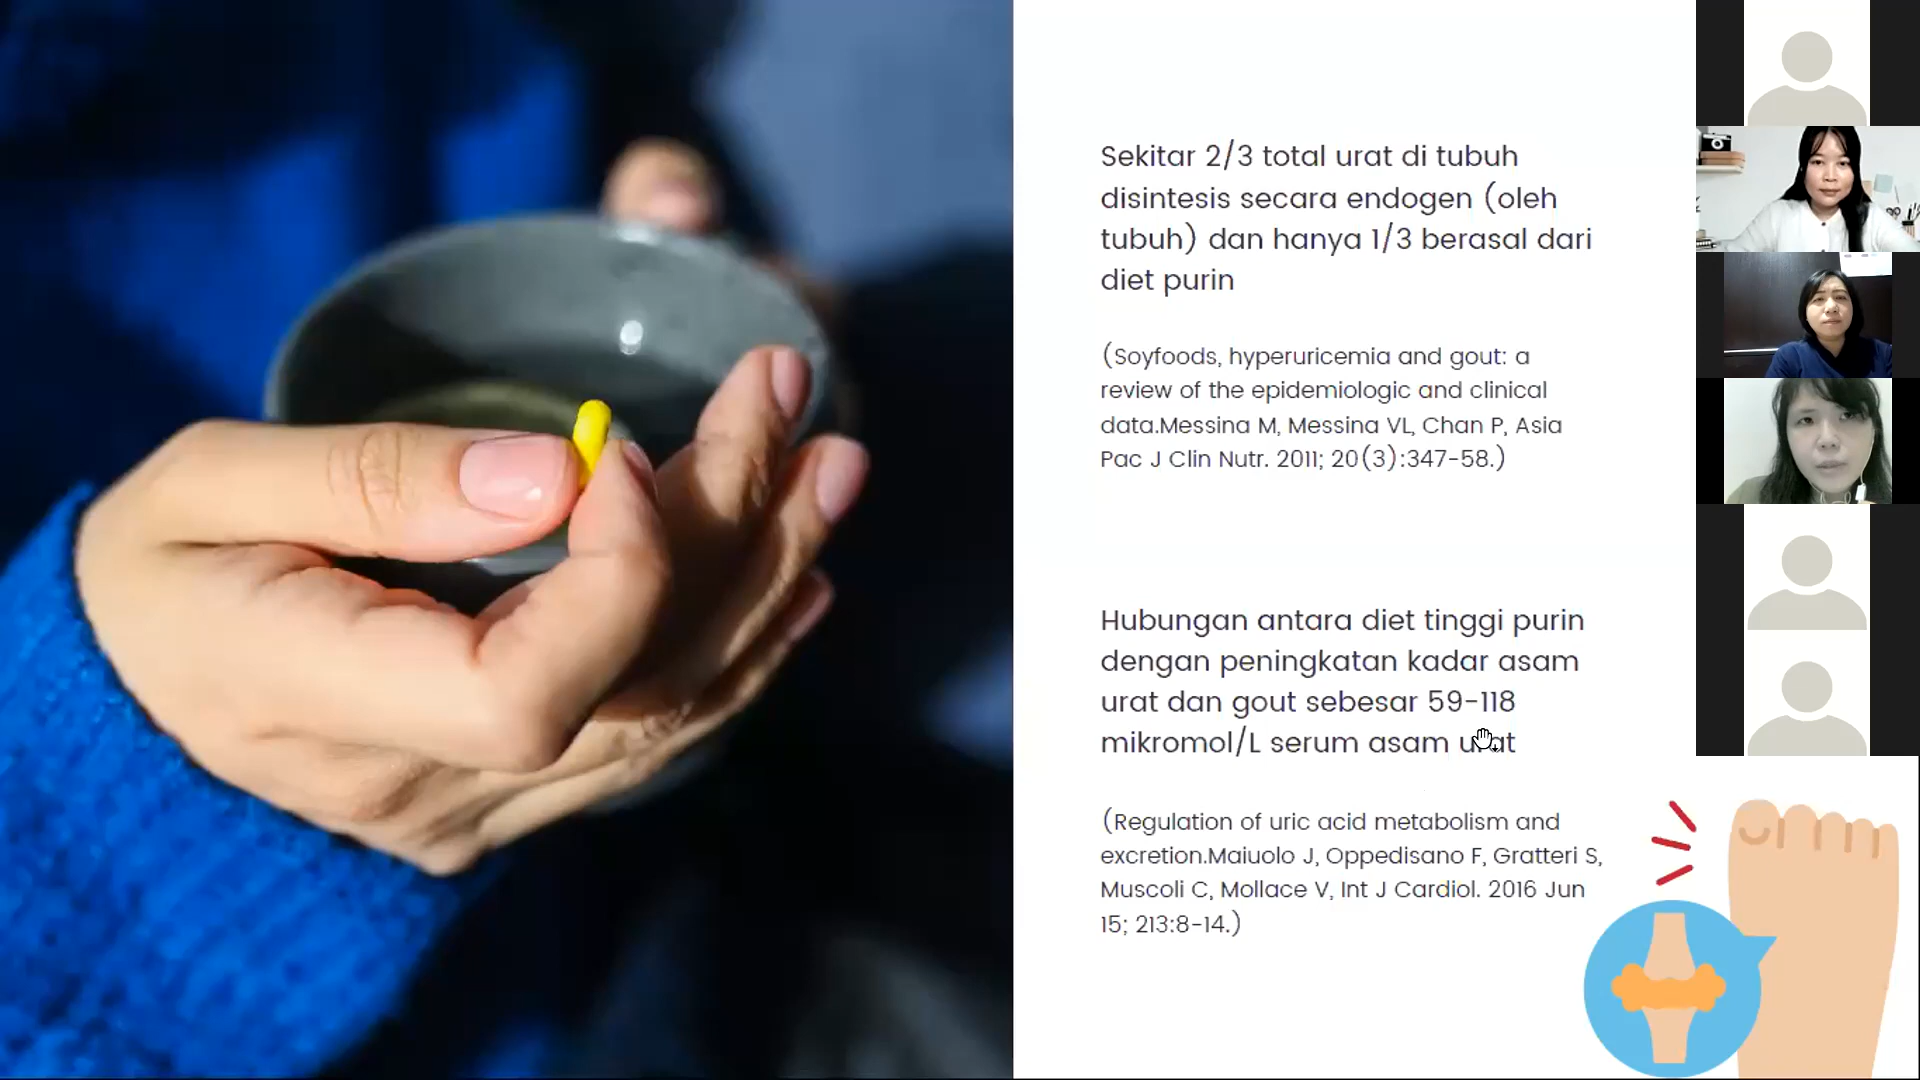 Sekitar 2/3 total urat di tubuh
disintesis secara endogen (oleh
tubuh) dan hanya 1/3 berasal dari
diet purin
(Soyfoods, hyperuricemia and gout: a
review of the epidemiologic and clinical
data.Messina M, Messina VL, Chan P, Asia
Pac J Clin Nutr. 2011; 20(3):347-58.)
Hubungan antara diet tinggi purin
dengan peningkatan kadar asam
urat dan gout sebesar 59-118
mikromol/L serum asam urat
(Regulation of uric acid metabolism and
excretion.Maiuolo J, Oppedisano F, Gratteri S,
Muscoli C, Mollace V, Int J Cardiol. 2016 Jun
15; 213:8-14.)